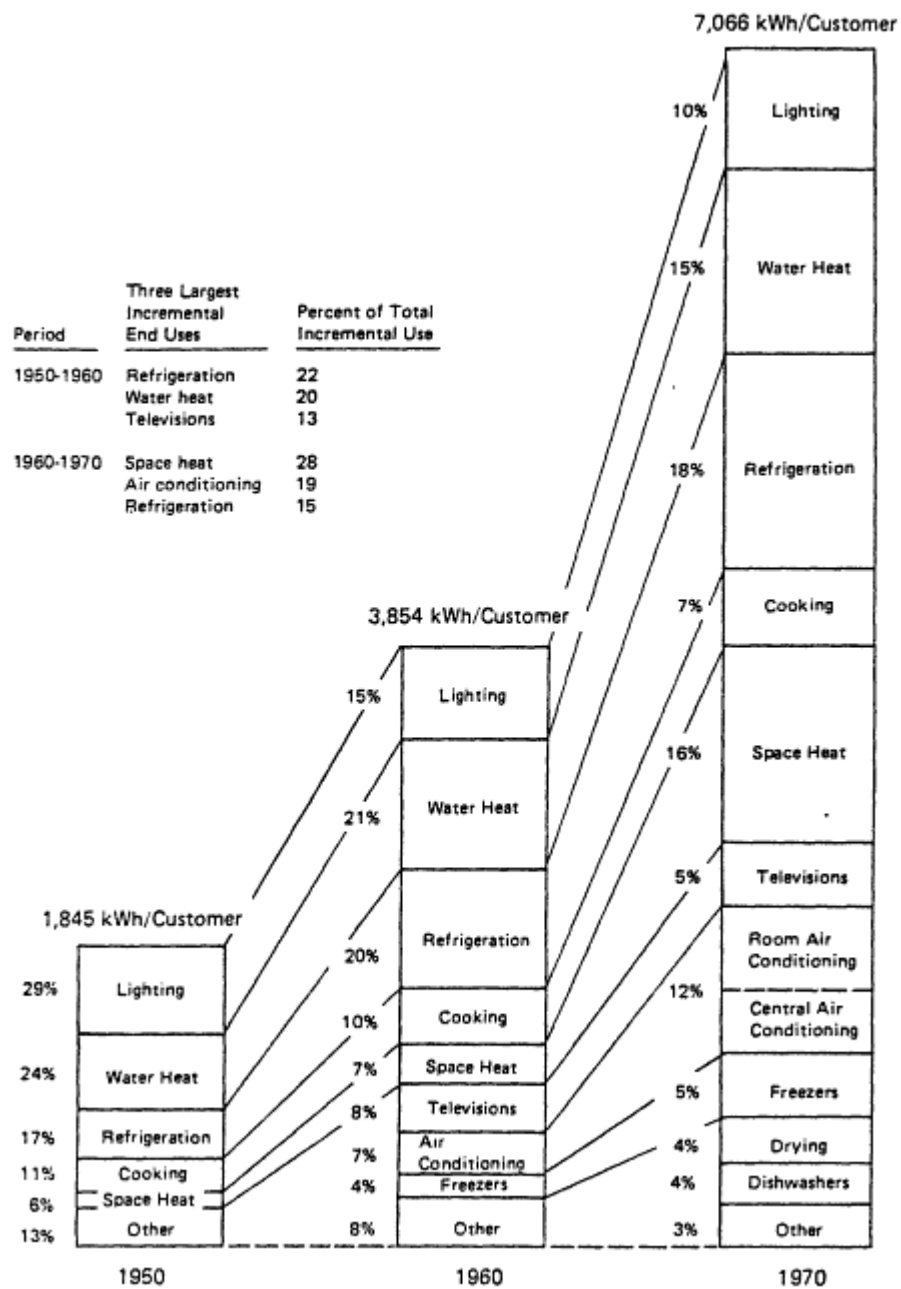 7,066 kWh/Customer
10%
Lighting
15%
Water Heat
Three Largest
Incremental
End Uses
Percent of Total
Incremental Use
Period
1950-1960
Refrigeration
22
Water heat
20
Televisions
13
1960-1970
Space heat
28
Air conditioning
19
Refrigeration
15
18%
Refrigeration
7%
Cooking
16%
Space Heat
5%
Televisions
12%
Room Air
Conditioning
Central Air
Conditioning
5%
Freezers
4%
Drying
4%
Dishwashers
3%
Other
1970
3,854 kWh/Customer
15%
Lighting
21%
Water Heat
20%
Refrigeration
10%
Cooking
7%
Space Heat
8%
Televisions
7%
Air
Conditioning
4%
Freezers
8%
Other
1960
1,845 kWh/Customer
29%
Lighting
24%
Water Heat
17%
Refrigeration
11%
Cooking
6%
Space Heat
13%
Other
1950